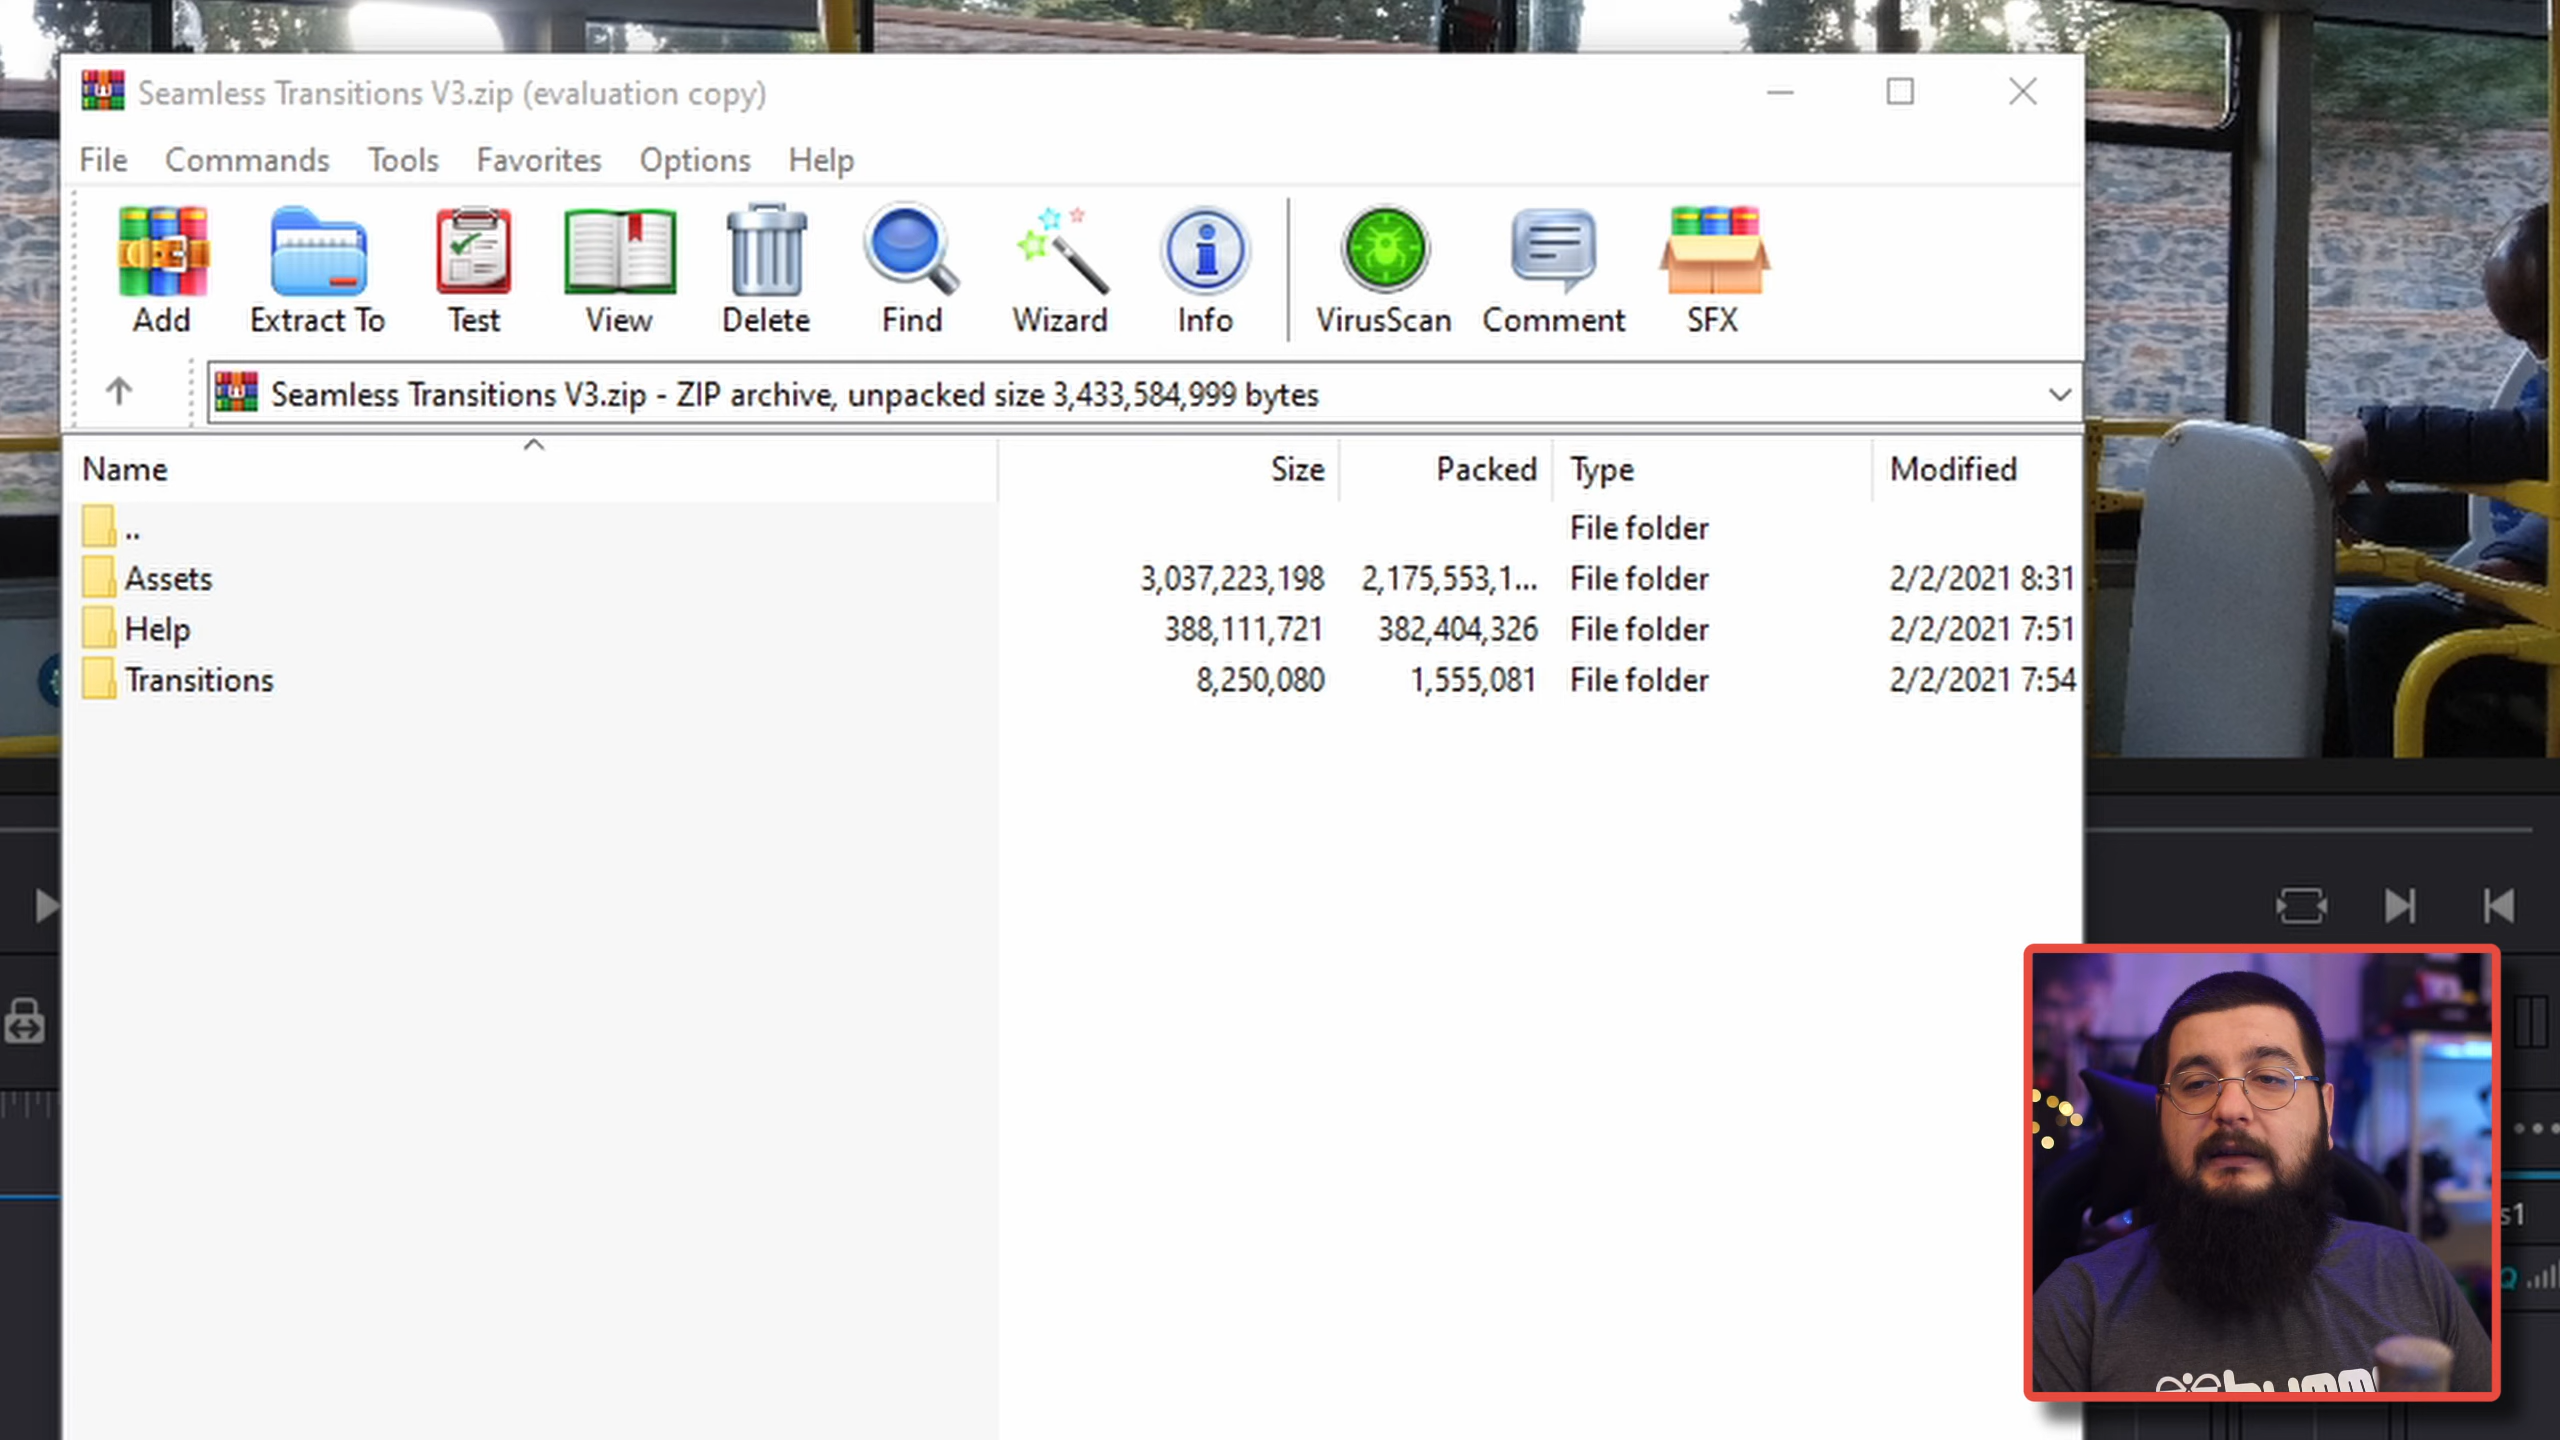 Seamless Transitions V3.zip (evaluation copy)
File Commands Tools Favorites Options Help
Add Extract To Test View Delete Find Wizard Info VirusScan Comment SFX
Seamless Transitions V3.zip - ZIP archive, unpacked size 3,433,584,999 bytes
Name Size Packed Type Modified
.. File folder
Assets 3,037,223,198 2,175,553,1... File folder 2/2/2021 8:31
Help 388,111,721 382,404,326 File folder 2/2/2021 7:51
Transitions 8,250,080 1,555,081 File folder 2/2/2021 7:54
s1